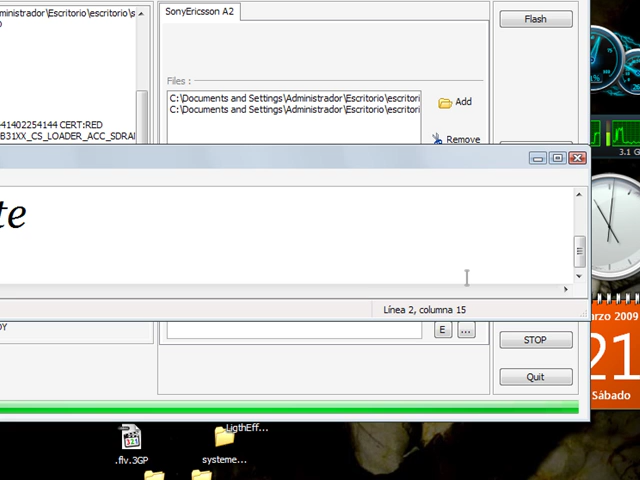 ministrador\Escritorio\escritorio\s
SonyEricsson A2
Flash
Files :
C:\Documents and Settings\Administrador\Escritorio\escritori
C:\Documents and Settings\Administrador\Escritorio\escritori
Add
41402254144 CERT:RED
B31XX_CS_LOADER_ACC_SDRAI
Remove
3.1 G
te
Línea 2, columna 15
arzo 2009
21
Sábado
E
...
STOP
Quit
.flv.3GP
LigthEff...
systeme...